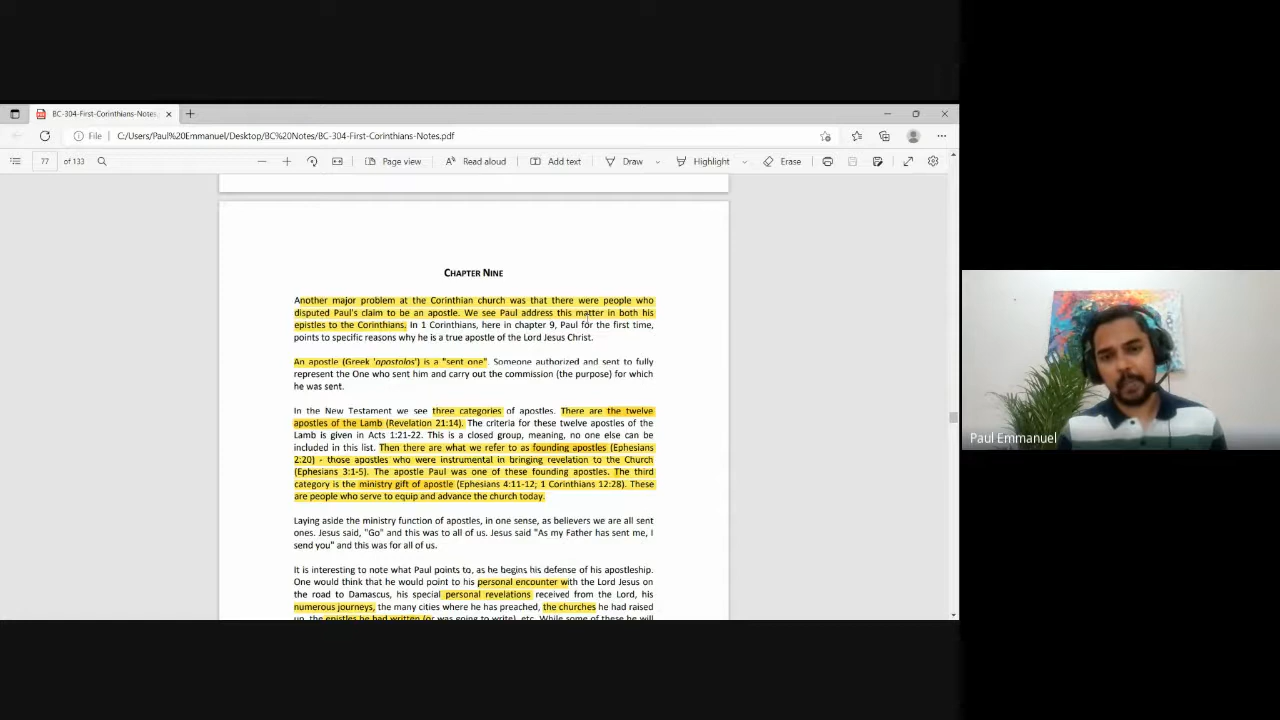 BC-304-First-Corinthians-Notes.
File
C:/Users/Paul%20Emmanuel/Desktop/BC%20Notes/BC-304-First-Corinthians-Notes.pdf
77 of 133
Page view
Read aloud
Add text
Draw
Highlight
Erase
CHAPTER NINE
Another major problem at the Corinthian church was that there were people who
disputed Paul's claim to be an apostle. We see Paul address this matter in both his
epistles to the Corinthians. In 1 Corinthians, here in chapter 9, Paul for the first time,
points to specific reasons why he is a true apostle of the Lord Jesus Christ.
An apostle (Greek 'apostolos') is a "sent one". Someone authorized and sent to fully
represent the One who sent him and carry out the commission (the purpose) for which
he was sent.
In the New Testament we see three categories of apostles. There are the twelve
apostles of the Lamb (Revelation 21:14). The criteria for these twelve apostles of the
Lamb is given in Acts 1:21-22. This is a closed group, meaning, no one else can be
included in this list. Then there are what we refer to as founding apostles (Ephesians
2:20) - those apostles who were instrumental in bringing revelation to the Church
(Ephesians 3:1-5). The apostle Paul was one of these founding apostles. The third
category is the ministry gift of apostle (Ephesians 4:11-12; 1 Corinthians 12:28). These
are people who serve to equip and advance the church today.
Laying aside the ministry function of apostles, in one sense, as believers we are all sent
ones. Jesus said, "Go" and this was to all of us. Jesus said "As my Father has sent me, I
send you" and this was for all of us.
It is interesting to note what Paul points to, as he begins his defense of his apostleship.
One would think that he would point to his personal encounter with the Lord Jesus on
the road to Damascus, his special personal revelations received from the Lord, his
numerous journeys, the many cities where he has preached, the churches he had raised
up, the epistles he had written (or was going to write), etc. While some of these he will
Paul Emmanuel